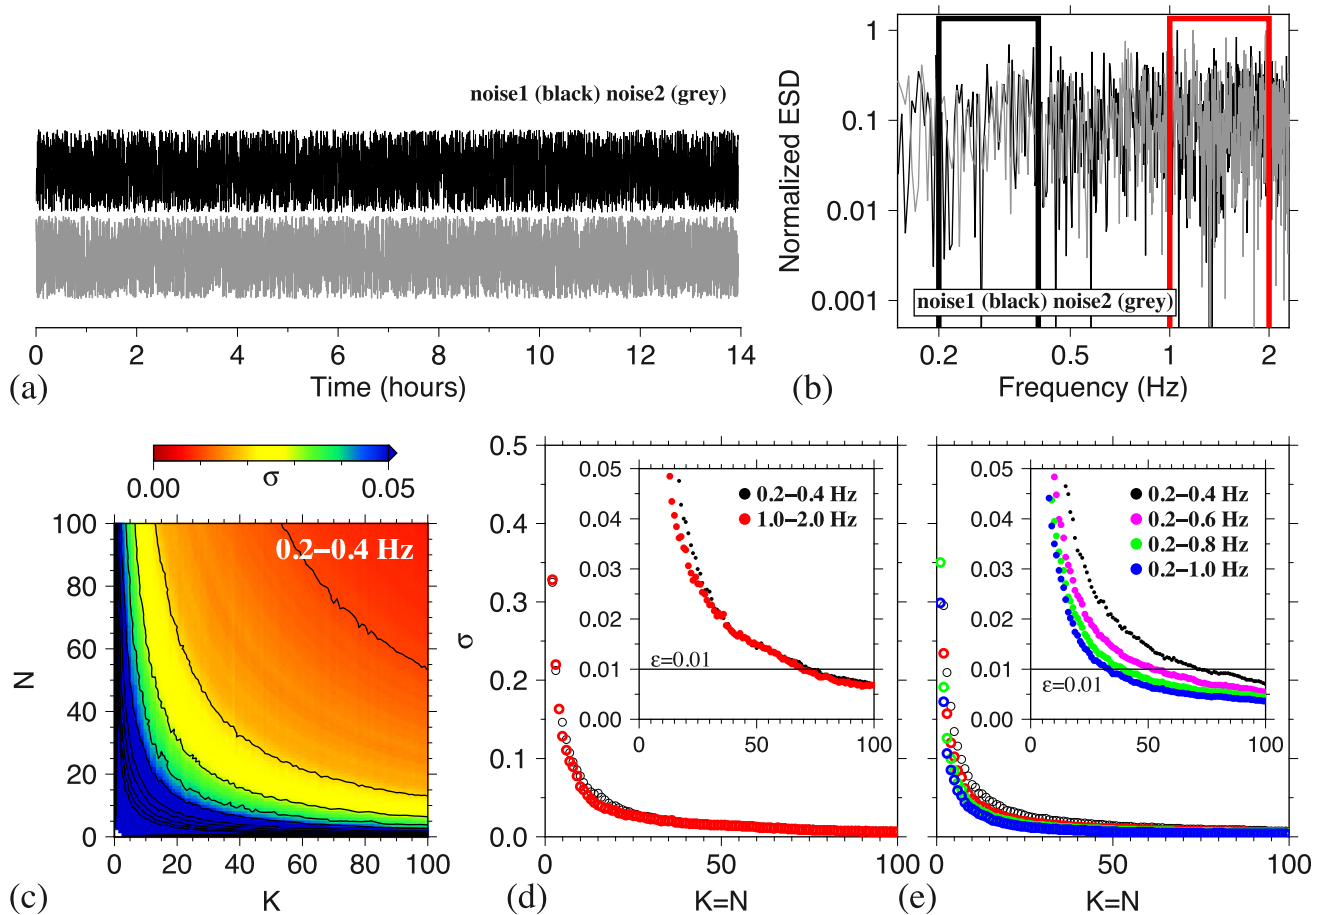 noise1 (black) noise2 (grey)
0 2 4 6 8 10 12 14
Time (hours)
(a)
Normalized ESD
1
0.1
0.01
0.001
noise1 (black) noise2 (grey)
0.2 0.5 1 2
Frequency (Hz)
(b)
0.00 σ 0.05
N
100
80
60
40
20
0
0.2−0.4 Hz
0 20 40 60 80 100
K
(c)
σ
0.5
0.4
0.3
0.2
0.1
0.0
0 50 100
K=N
(d)
0.05
0.04
0.03
0.02
0.01
0.00
0.2−0.4 Hz
1.0−2.0 Hz
ε=0.01
0 50 100
0 50 100
K=N
(e)
0.05
0.04
0.03
0.02
0.01
0.00
0.2−0.4 Hz
0.2−0.6 Hz
0.2−0.8 Hz
0.2−1.0 Hz
ε=0.01
0 50 100